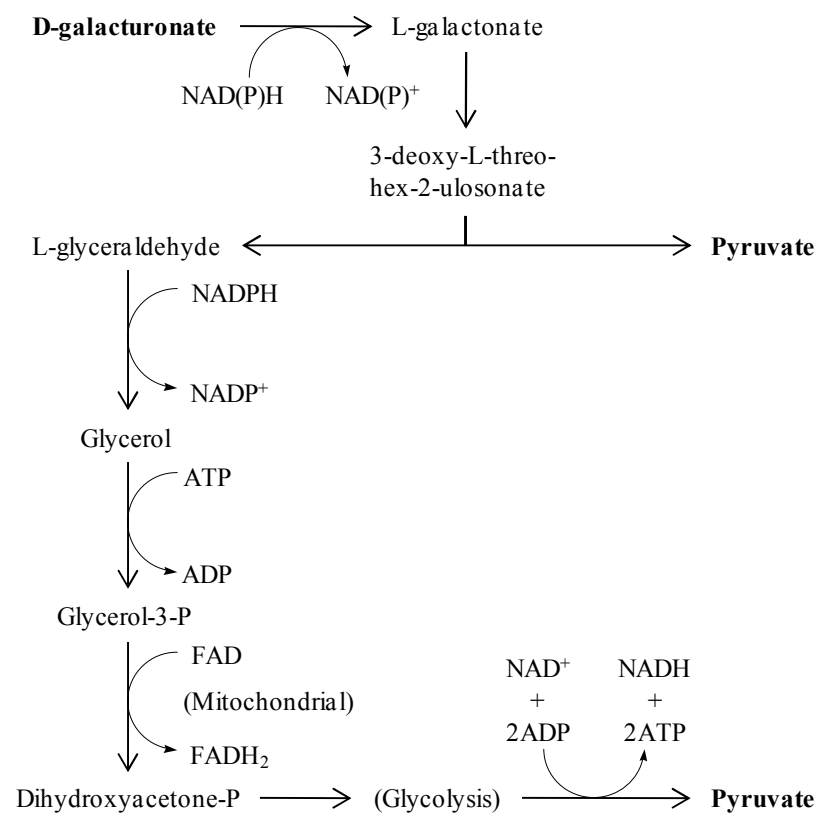 D-galacturonate
L-galactonate
NAD(P)H
NAD(P)⁺
3-deoxy-L-threo-
hex-2-ulosonate
L-glyceraldehyde
Pyruvate
NADPH
NADP⁺
Glycerol
ATP
ADP
Glycerol-3-P
FAD
(Mitochondrial)
FADH₂
NAD⁺
+
2ADP
NADH
+
2ATP
Dihydroxyacetone-P
(Glycolysis)
Pyruvate